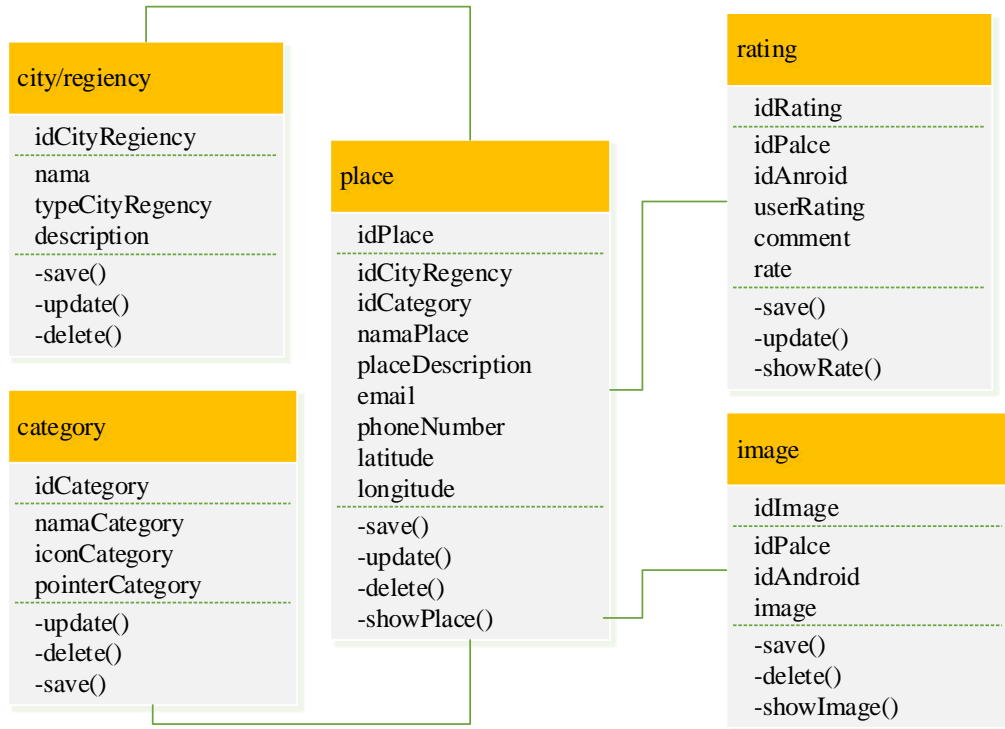 city/regiency
idCityRegiency
nama
typeCityRegency
description
-save()
-update()
-delete()
category
idCategory
namaCategory
iconCategory
pointerCategory
-update()
-delete()
-save()
place
idPlace
idCityRegency
idCategory
namaPlace
placeDescription
email
phoneNumber
latitude
longitude
-save()
-update()
-delete()
-showPlace()
rating
idRating
idPalce
idAnroid
userRating
comment
rate
-save()
-update()
-showRate()
image
idImage
idPalce
idAndroid
image
-save()
-delete()
-showImage()